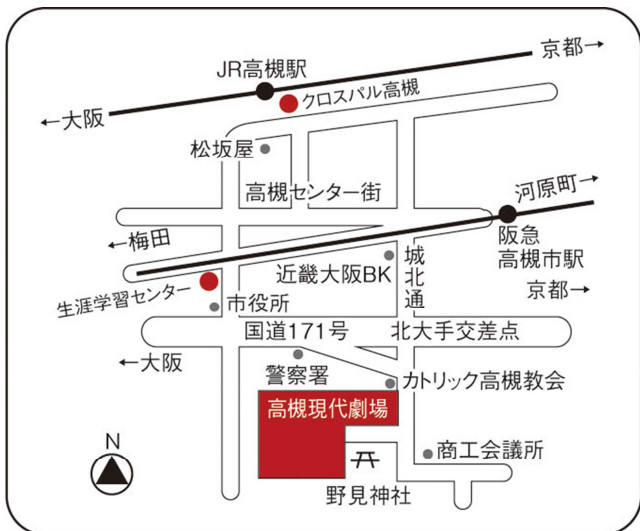 京都→
JR高槻駅
クロスパル高槻
←大阪
松坂屋
高槻センター街
河原町→
←梅田
阪急
高槻市駅
近畿大阪BK
城北通
生涯学習センター
市役所
京都→
国道171号
北大手交差点
←大阪
警察署
カトリック高槻教会
高槻現代劇場
商工会議所
N
野見神社